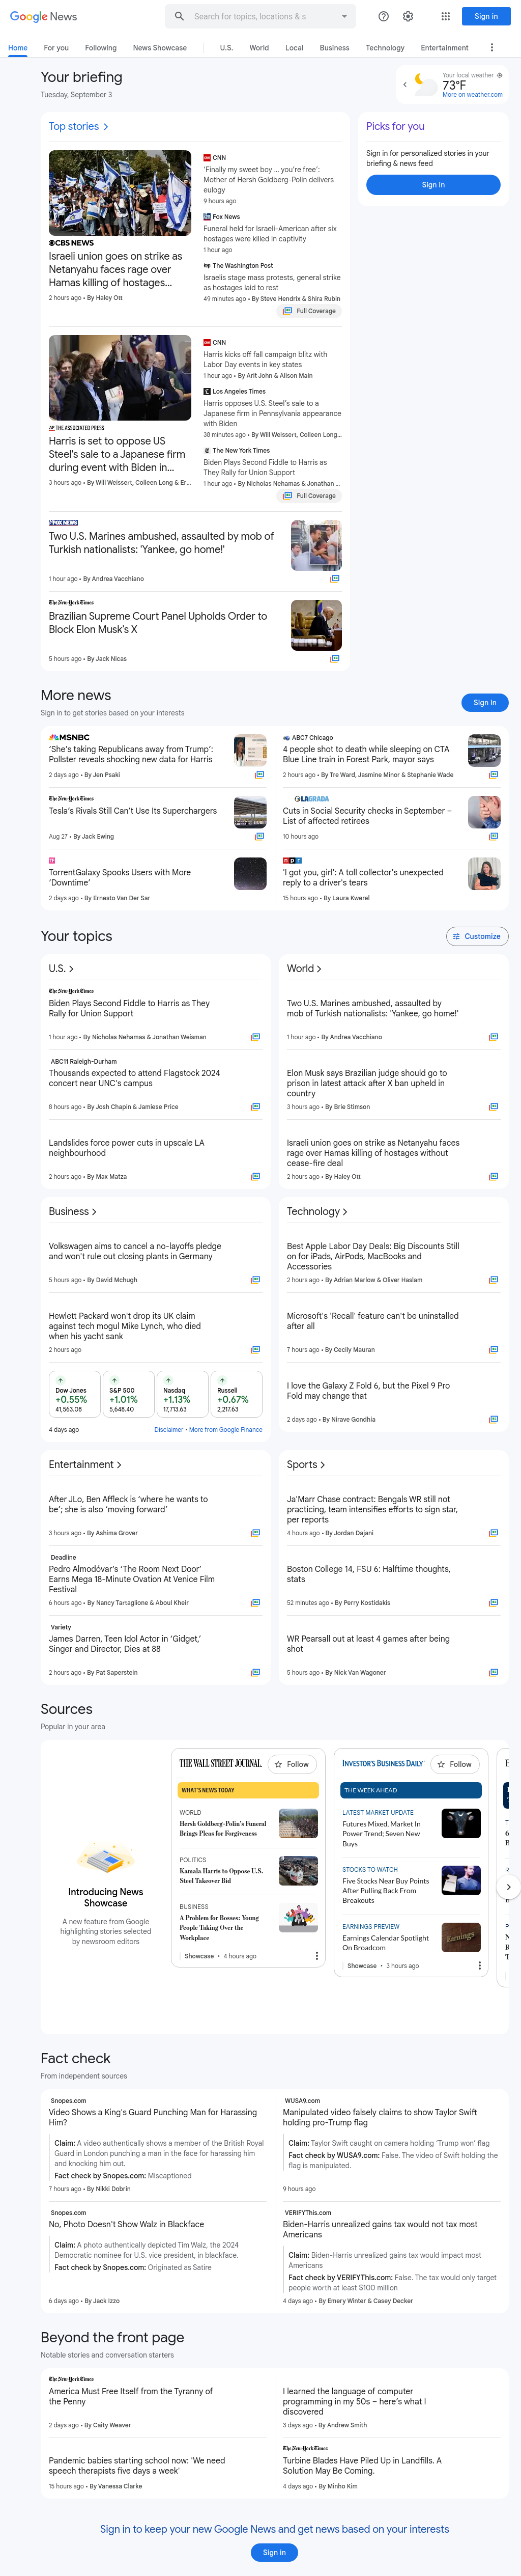 Google News
Search for topics, locations & s
Sign in
Home
For you
Following
News Showcase
U.S.
World
Local
Business
Technology
Entertainment
Your briefing
Tuesday, September 3
Your local weather
73°F
More on weather.com
Top stories
CBS NEWS
Israeli union goes on strike as
Netanyahu faces rage over
Hamas killing of hostages...
2 hours ago • By Haley Ott
CNN
'Finally my sweet boy ... you're free':
Mother of Hersh Goldberg-Polin delivers
eulogy
9 hours ago
Fox News
Funeral held for Israeli-American after six
hostages were killed in captivity
1 hour ago
The Washington Post
Israelis stage mass protests, general strike
as hostages laid to rest
49 minutes ago • By Steve Hendrix & Shira Rubin
Full Coverage
Picks for you
Sign in for personalized stories in your
briefing & news feed
Sign in
THE ASSOCIATED PRESS
Harris is set to oppose US
Steel's sale to a Japanese firm
during event with Biden in...
3 hours ago • By Will Weissert, Colleen Long & Er...
CNN
Harris kicks off fall campaign blitz with
Labor Day events in key states
1 hour ago • By Arit John & Alison Main
Los Angeles Times
Harris opposes U.S. Steel's sale to a
Japanese firm in Pennsylvania appearance
with Biden
38 minutes ago • By Will Weissert, Colleen Long...
The New York Times
Biden Plays Second Fiddle to Harris as
They Rally for Union Support
1 hour ago • By Nicholas Nehamas & Jonathan ...
Full Coverage
FOX NEWS
Two U.S. Marines ambushed, assaulted by mob of
Turkish nationalists: 'Yankee, go home!'
1 hour ago • By Andrea Vacchiano
The New York Times
Brazilian Supreme Court Panel Upholds Order to
Block Elon Musk's X
5 hours ago • By Jack Nicas
More news
Sign in to get stories based on your interests
Sign in
MSNBC
'She's taking Republicans away from Trump':
Pollster reveals shocking new data for Harris
2 days ago • By Jen Psaki
ABC7 Chicago
4 people shot to death while sleeping on CTA
Blue Line train in Forest Park, mayor says
2 hours ago • By Tre Ward, Jasmine Minor & Stephanie Wade
The New York Times
Tesla's Rivals Still Can't Use Its Superchargers
Aug 27 • By Jack Ewing
LAGRADA
Cuts in Social Security checks in September –
List of affected retirees
10 hours ago
TorrentGalaxy Spooks Users with More
'Downtime'
2 days ago • By Ernesto Van Der Sar
npr
'I got you, girl': A toll collector's unexpected
reply to a driver's tears
15 hours ago • By Laura Kwerel
Your topics
Customize
U.S.
The New York Times
Biden Plays Second Fiddle to Harris as They
Rally for Union Support
1 hour ago • By Nicholas Nehamas & Jonathan Weisman
ABC11 Raleigh-Durham
Thousands expected to attend Flagstock 2024
concert near UNC's campus
8 hours ago • By Josh Chapin & Jamiese Price
Landslides force power cuts in upscale LA
neighbourhood
2 hours ago • By Max Matza
World
Two U.S. Marines ambushed, assaulted by
mob of Turkish nationalists: 'Yankee, go home!'
1 hour ago • By Andrea Vacchiano
Elon Musk says Brazilian judge should go to
prison in latest attack after X ban upheld in
country
3 hours ago • By Brie Stimson
Israeli union goes on strike as Netanyahu faces
rage over Hamas killing of hostages without
cease-fire deal
2 hours ago • By Haley Ott
Business
Volkswagen aims to cancel a no-layoffs pledge
and won't rule out closing plants in Germany
5 hours ago • By David Mchugh
Hewlett Packard won't drop its UK claim
against tech mogul Mike Lynch, who died
when his yacht sank
2 hours ago
Dow Jones
+0.55%
41,563.08
S&P 500
+1.01%
5,648.40
Nasdaq
+1.13%
17,713.63
Russell
+0.67%
2,217.63
4 days ago
Disclaimer • More from Google Finance
Technology
Best Apple Labor Day Deals: Big Discounts Still
on for iPads, AirPods, MacBooks and
Accessories
2 hours ago • By Adrian Marlow & Oliver Haslam
Microsoft's 'Recall' feature can't be uninstalled
after all
7 hours ago • By Cecily Mauran
I love the Galaxy Z Fold 6, but the Pixel 9 Pro
Fold may change that
2 days ago • By Nirave Gondhia
Entertainment
After JLo, Ben Affleck is 'where he wants to
be'; she is also 'moving forward'
3 hours ago • By Ashima Grover
Deadline
Pedro Almodóvar's 'The Room Next Door'
Earns Mega 18-Minute Ovation At Venice Film
Festival
6 hours ago • By Nancy Tartaglione & Aboul Kheir
Variety
James Darren, Teen Idol Actor in 'Gidget,'
Singer and Director, Dies at 88
2 hours ago • By Pat Saperstein
Sports
Ja'Marr Chase contract: Bengals WR still not
practicing, team intensifies efforts to sign star,
per reports
4 hours ago • By Jordan Dajani
Boston College 14, FSU 6: Halftime thoughts,
stats
52 minutes ago • By Perry Kostidakis
WR Pearsall out at least 4 games after being
shot
5 hours ago • By Nick Van Wagoner
Sources
Popular in your area
Introducing News
Showcase
A new feature from Google
highlighting stories selected
by newsroom editors
THE WALL STREET JOURNAL
Follow
WHAT'S NEWS TODAY
WORLD
Hersh Goldberg-Polin's Funeral
Brings Pleas for Forgiveness
POLITICS
Kamala Harris to Oppose U.S.
Steel Takeover Bid
BUSINESS
A Problem for Bosses: Young
People Taking Over the
Workplace
Showcase • 4 hours ago
INVESTOR'S BUSINESS DAILY
Follow
THE WEEK AHEAD
LATEST MARKET UPDATE
Futures Mixed, Market In
Power Trend; Seven New
Buys
STOCKS TO WATCH
Five Stocks Near Buy Points
After Pulling Back From
Breakouts
EARNINGS PREVIEW
Earnings Calendar Spotlight
On Broadcom
Earnings
Showcase • 3 hours ago
Fact check
From independent sources
Snopes.com
Video Shows a King's Guard Punching Man for Harassing
Him?
Claim: A video authentically shows a member of the British Royal
Guard in London punching a man in the face for harassing him
and knocking him out.
Fact check by Snopes.com: Miscaptioned
7 hours ago • By Nikki Dobrin
WUSA9.com
Manipulated video falsely claims to show Taylor Swift
holding pro-Trump flag
Claim: Taylor Swift caught on camera holding 'Trump won' flag
Fact check by WUSA9.com: False. The video of Swift holding the
flag is manipulated.
9 hours ago
Snopes.com
No, Photo Doesn't Show Walz in Blackface
Claim: A photo authentically depicted Tim Walz, the 2024
Democratic nominee for U.S. vice president, in blackface.
Fact check by Snopes.com: Originated as Satire
6 days ago • By Jack Izzo
VERIFYThis.com
Biden-Harris unrealized gains tax would not tax most
Americans
Claim: Biden-Harris unrealized gains tax would impact most
Americans
Fact check by VERIFYThis.com: False. The tax would only target
people worth at least $100 million
4 days ago • By Emery Winter & Casey Decker
Beyond the front page
Notable stories and conversation starters
The New York Times
America Must Free Itself from the Tyranny of
the Penny
2 days ago • By Caity Weaver
I learned the language of computer
programming in my 50s – here's what I
discovered
3 days ago • By Andrew Smith
Pandemic babies starting school now: 'We need
speech therapists five days a week'
15 hours ago • By Vanessa Clarke
The New York Times
Turbine Blades Have Piled Up in Landfills. A
Solution May Be Coming.
4 days ago • By Minho Kim
Sign in to keep your new Google News and get news based on your interests
Sign in